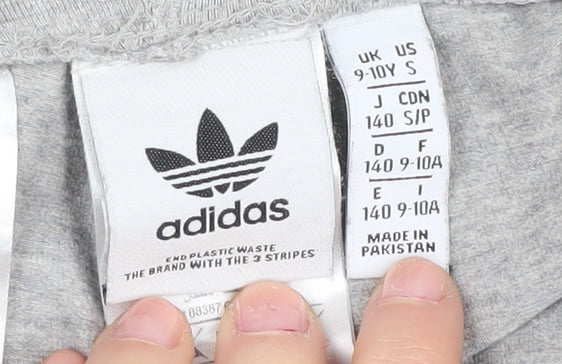 adidas
END PLASTIC WASTE
THE BRAND WITH THE 3 STRIPES
UK US
9-10Y S
J CDN
140 S/P
D F
140 9-10A
E I
140 9-10A
MADE IN
PAKISTAN